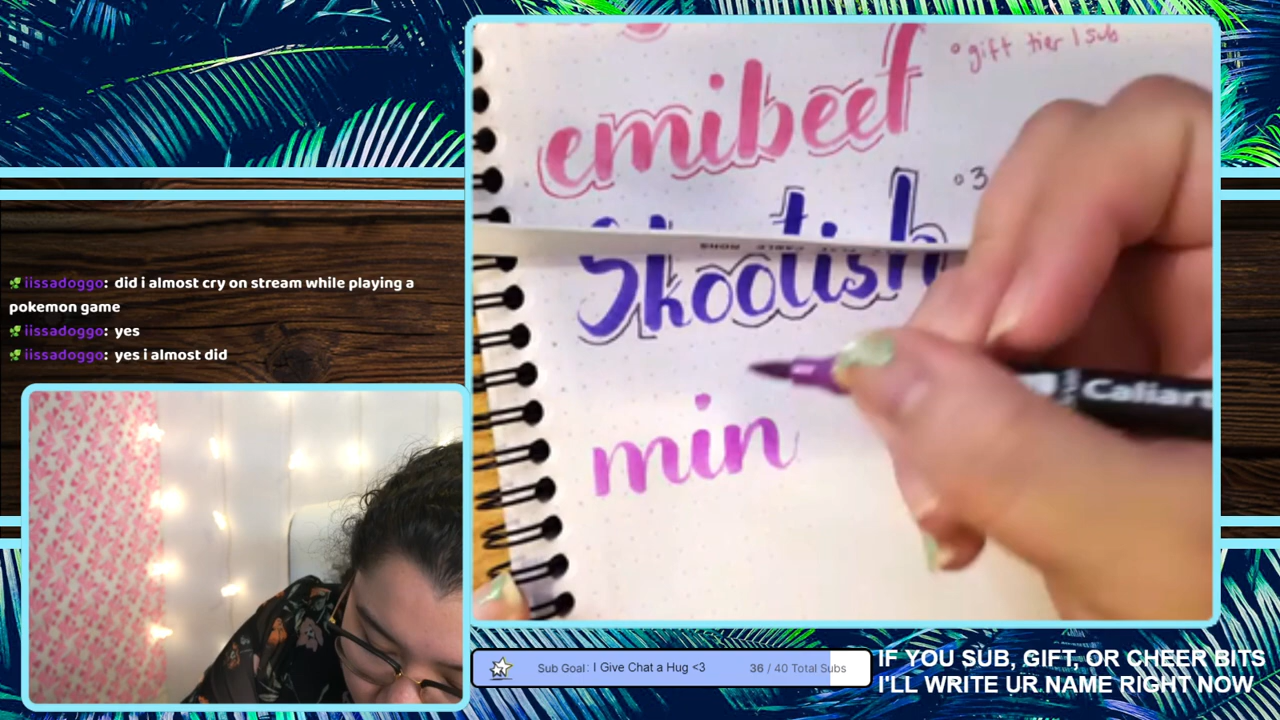 emibeef
° gift tier 1 sub
° 3
Skootish
min
Caliart
iissadoggo: did i almost cry on stream while playing a
pokemon game
iissadoggo: yes
iissadoggo: yes i almost did
Sub Goal: I Give Chat a Hug <3 36 / 40 Total Subs
IF YOU SUB, GIFT, OR CHEER BITS
I'LL WRITE UR NAME RIGHT NOW